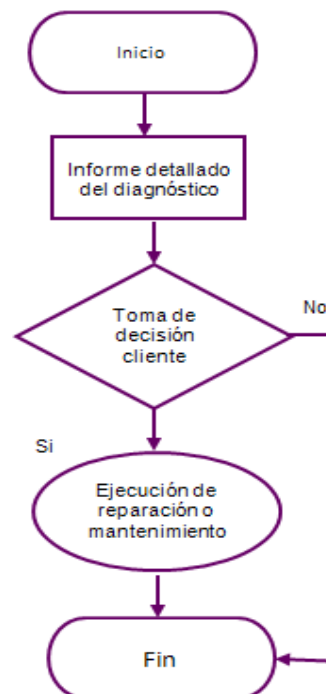 Inicio
Informe detallado
del diagnóstico
Toma de
decisión
cliente
No
Si
Ejecución de
reparación o
mantenimiento
Fin